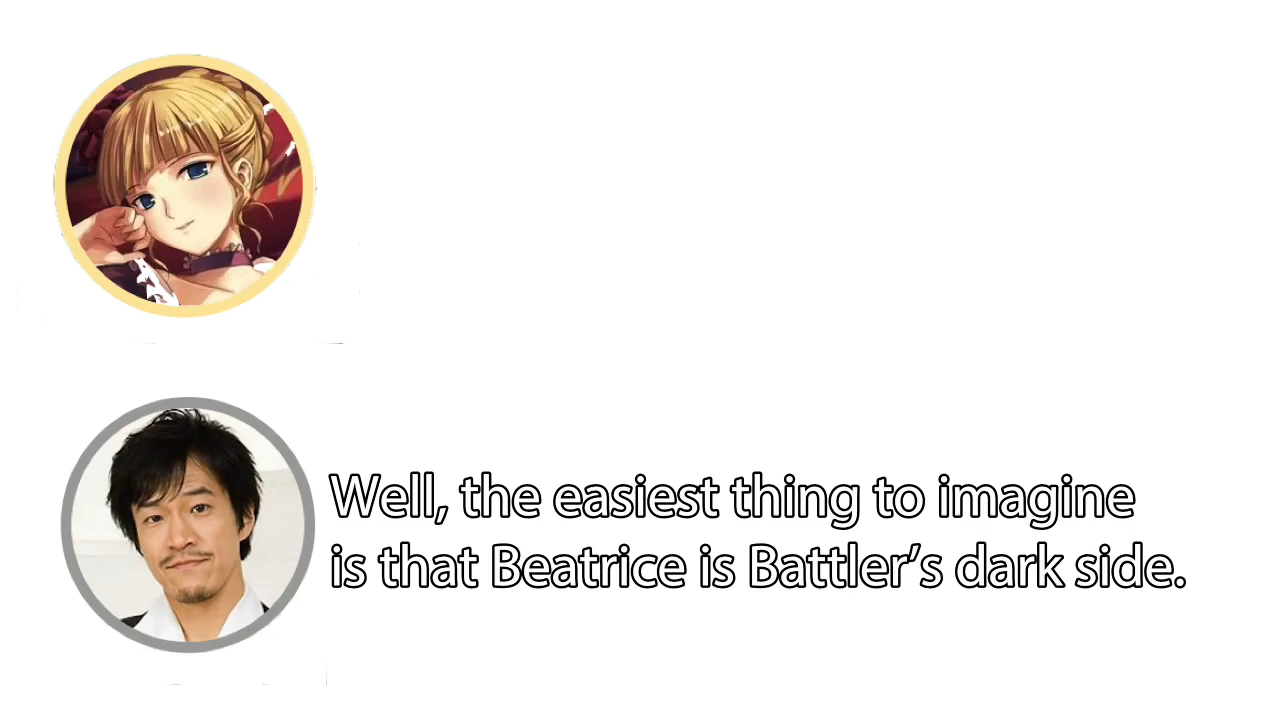 Well, the easiest thing to imagine
is that Beatrice is Battler’s dark side.